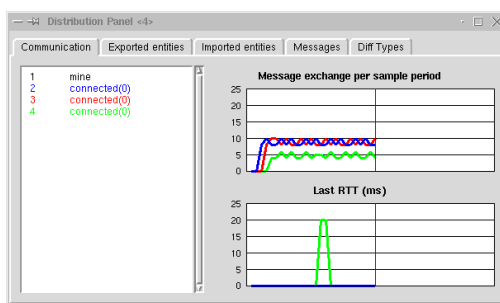 Distribution Panel <4>
Communication Exported entities Imported entities Messages Diff Types
1 mine
2 connected(0)
3 connected(0)
4 connected(0)
Message exchange per sample period
25
20
15
10
5
0
Last RTT (ms)
25
20
15
10
5
0